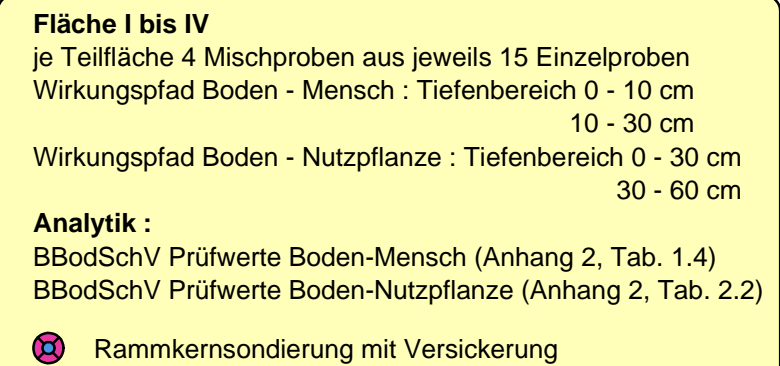 Fläche I bis IV
je Teilfläche 4 Mischproben aus jeweils 15 Einzelproben
Wirkungspfad Boden - Mensch : Tiefenbereich 0 - 10 cm
10 - 30 cm
Wirkungspfad Boden - Nutzpflanze : Tiefenbereich 0 - 30 cm
30 - 60 cm
Analytik :
BBodSchV Prüfwerte Boden-Mensch (Anhang 2, Tab. 1.4)
BBodSchV Prüfwerte Boden-Nutzpflanze (Anhang 2, Tab. 2.2)
Rammkernsondierung mit Versickerung